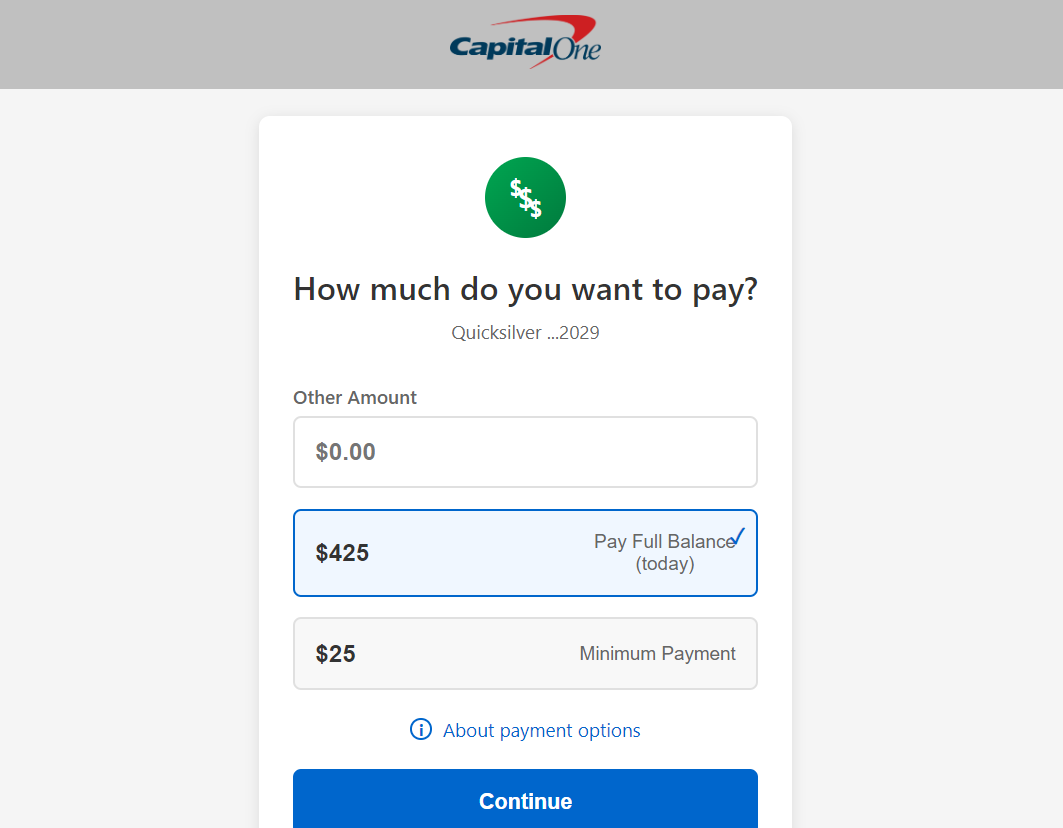 CapitalOne
$$$
How much do you want to pay?
Quicksilver ...2029
Other Amount
$0.00
$425
Pay Full Balance
(today)
$25
Minimum Payment
About payment options
Continue